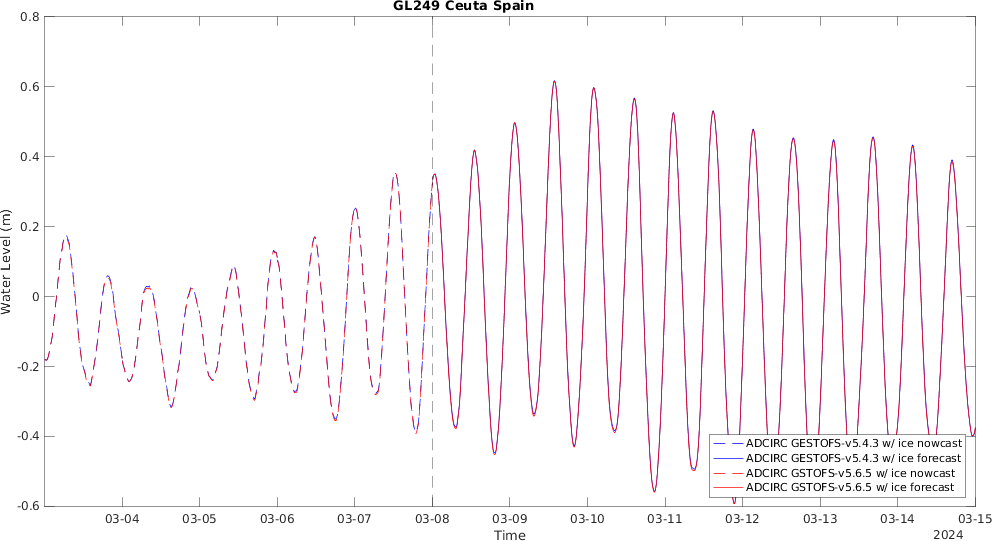 GL249 Ceuta Spain
0.8
0.6
0.4
0.2
0
-0.2
-0.4
-0.6
Water Level (m)
ADCIRC GESTOFS-v5.4.3 w/ ice nowcast
ADCIRC GESTOFS-v5.4.3 w/ ice forecast
ADCIRC GSTOFS-v5.6.5 w/ ice nowcast
ADCIRC GSTOFS-v5.6.5 w/ ice forecast
03-04 03-05 03-06 03-07 03-08 03-09 03-10 03-11 03-12 03-13 03-14 03-15
Time
2024